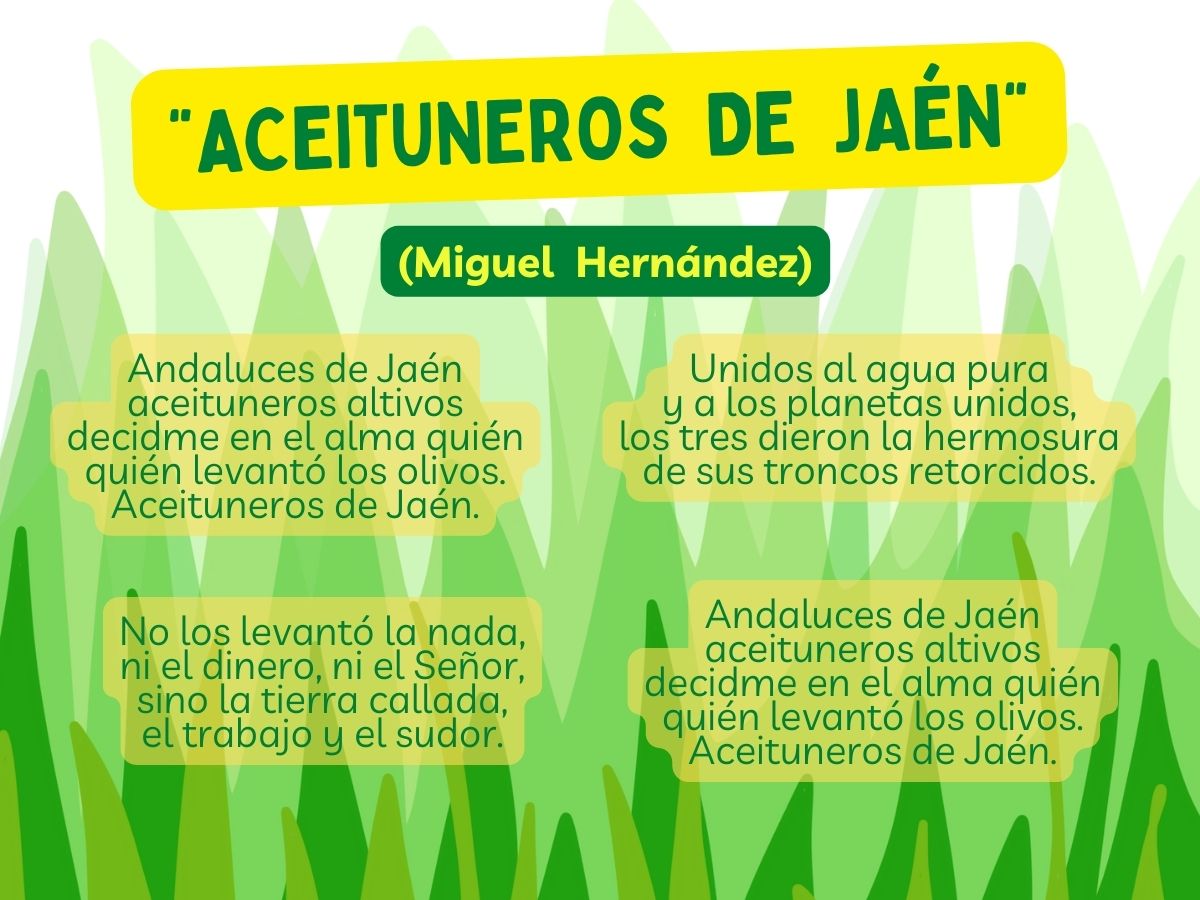 "ACEITUNEROS DE JAÉN"
(Miguel Hernández)
Andaluces de Jaén
aceituneros altivos
decidme en el alma quién
quién levantó los olivos.
Aceituneros de Jaén.
No los levantó la nada,
ni el dinero, ni el Señor,
sino la tierra callada,
el trabajo y el sudor.
Unidos al agua pura
y a los planetas unidos,
los tres dieron la hermosura
de sus troncos retorcidos.
Andaluces de Jaén
aceituneros altivos
decidme en el alma quién
quién levantó los olivos.
Aceituneros de Jaén.